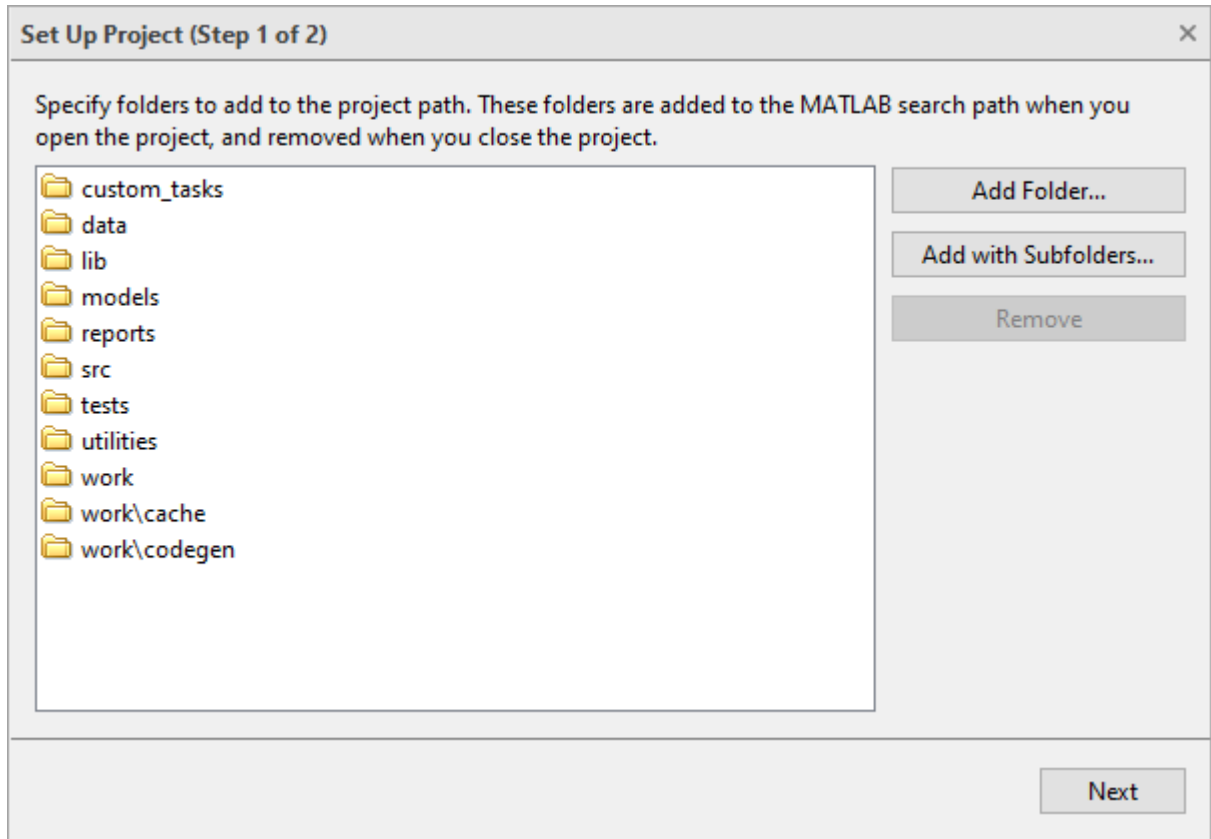 Set Up Project (Step 1 of 2)
Specify folders to add to the project path. These folders are added to the MATLAB search path when you
open the project, and removed when you close the project.
custom_tasks
data
lib
models
reports
src
tests
utilities
work
work\cache
work\codegen
Add Folder...
Add with Subfolders...
Remove
Next